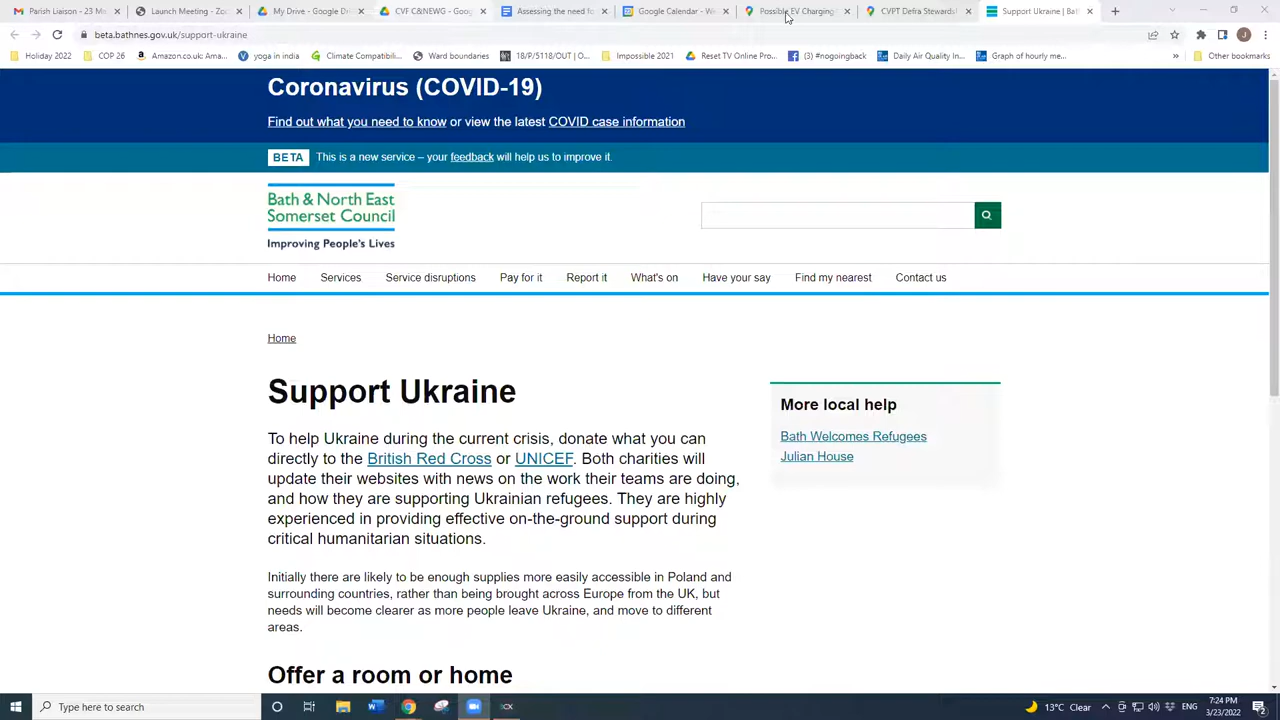 Parish Liaison - 23 M
Launch Meeting - Zoo
My Drive - Google Dr
CVF C&NEWG - Goog
Assessing the need fo
Google Calendar - We
Possible EV Charging
CVPT Defra Stewards
Support Ukraine | Bat
beta.bathnes.gov.uk/support-ukraine
J
Holiday 2022
COP 26
Amazon.co.uk: Ama...
yoga in india
Climate Compatibili...
Ward boundaries
18/P/5118/OUT | O...
Impossible 2021
Reset TV Online Pro...
(3) #nogoingback
Daily Air Quality In...
Graph of hourly me...
»
Other bookmarks
Coronavirus (COVID-19)
Find out what you need to know or view the latest COVID case information
BETA This is a new service – your feedback will help us to improve it.
Bath & North East
Somerset Council
Improving People's Lives
Home
Services
Service disruptions
Pay for it
Report it
What's on
Have your say
Find my nearest
Contact us
Home
Support Ukraine
To help Ukraine during the current crisis, donate what you can
directly to the British Red Cross or UNICEF. Both charities will
update their websites with news on the work their teams are doing,
and how they are supporting Ukrainian refugees. They are highly
experienced in providing effective on-the-ground support during
critical humanitarian situations.
More local help
Bath Welcomes Refugees
Julian House
Initially there are likely to be enough supplies more easily accessible in Poland and
surrounding countries, rather than being brought across Europe from the UK, but
needs will become clearer as more people leave Ukraine, and move to different
areas.
Offer a room or home
Type here to search
13°C Clear
ENG
7:24 PM
3/23/2022
2